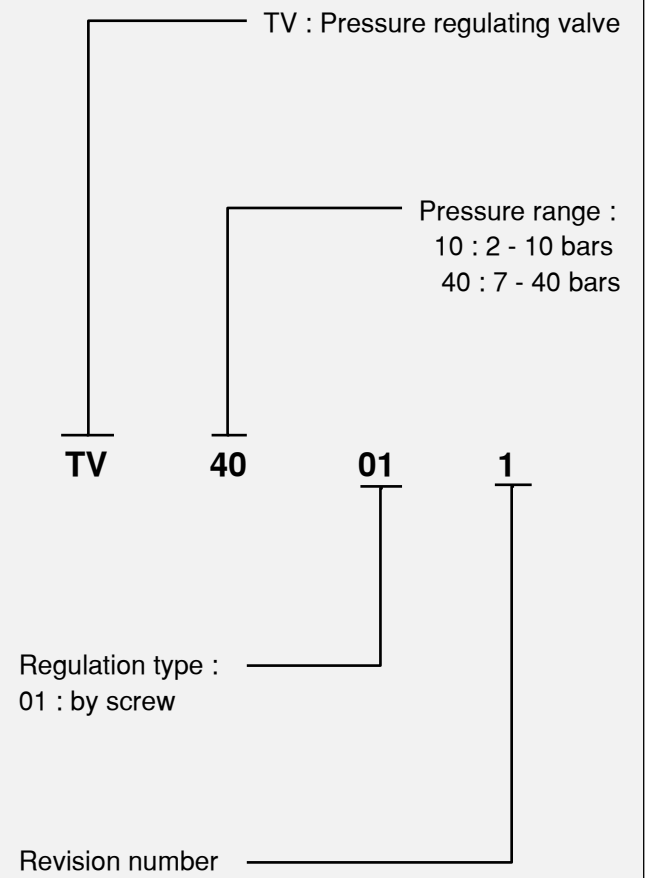 TV : Pressure regulating valve
Pressure range :
10 : 2 - 10 bars
40 : 7 - 40 bars
TV 40 01 1
Regulation type :
01 : by screw
Revision number